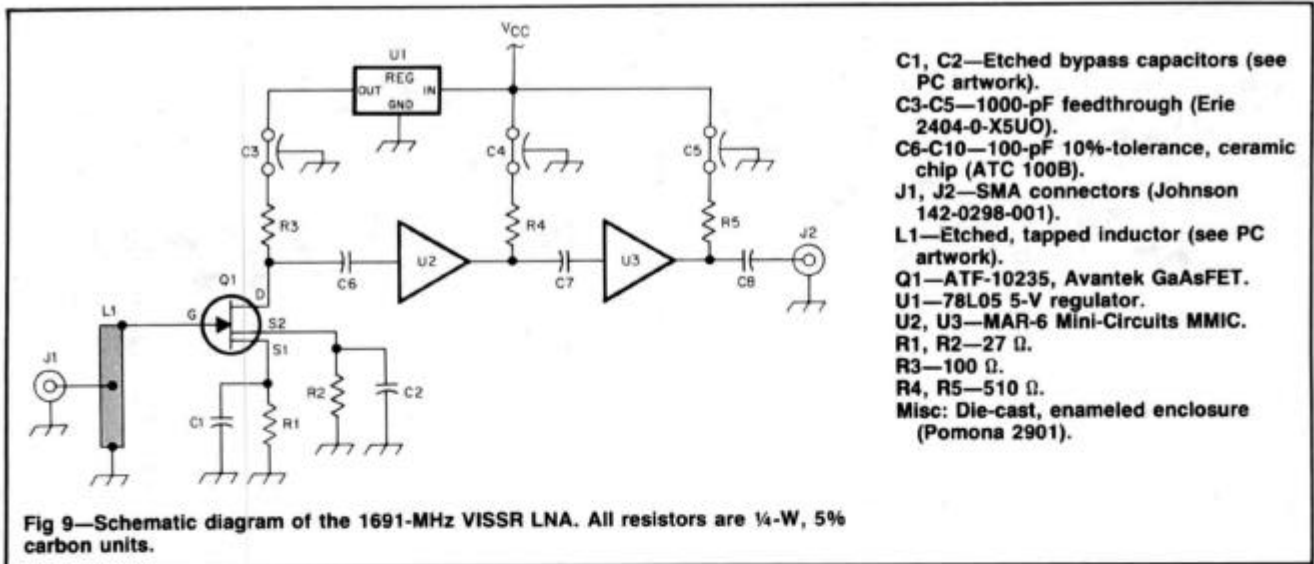 VCC
U1
REG
OUT
IN
GND
C3
C4
C5
R3
R4
R5
J2
Q1
D
C6
U2
C7
U3
C8
L1
G
S2
S1
J1
R2
C2
C1
R1
C1, C2—Etched bypass capacitors (see
PC artwork).
C3-C5—1000-pF feedthrough (Erie
2404-0-X5UO).
C6-C10—100-pF 10%-tolerance, ceramic
chip (ATC 100B).
J1, J2—SMA connectors (Johnson
142-0298-001).
L1—Etched, tapped inductor (see PC
artwork).
Q1—ATF-10235, Avantek GaAsFET.
U1—78L05 5-V regulator.
U2, U3—MAR-6 Mini-Circuits MMIC.
R1, R2—27 Ω.
R3—100 Ω.
R4, R5—510 Ω.
Misc: Die-cast, enameled enclosure
(Pomona 2901).
Fig 9—Schematic diagram of the 1691-MHz VISSR LNA. All resistors are ¼-W, 5%
carbon units.